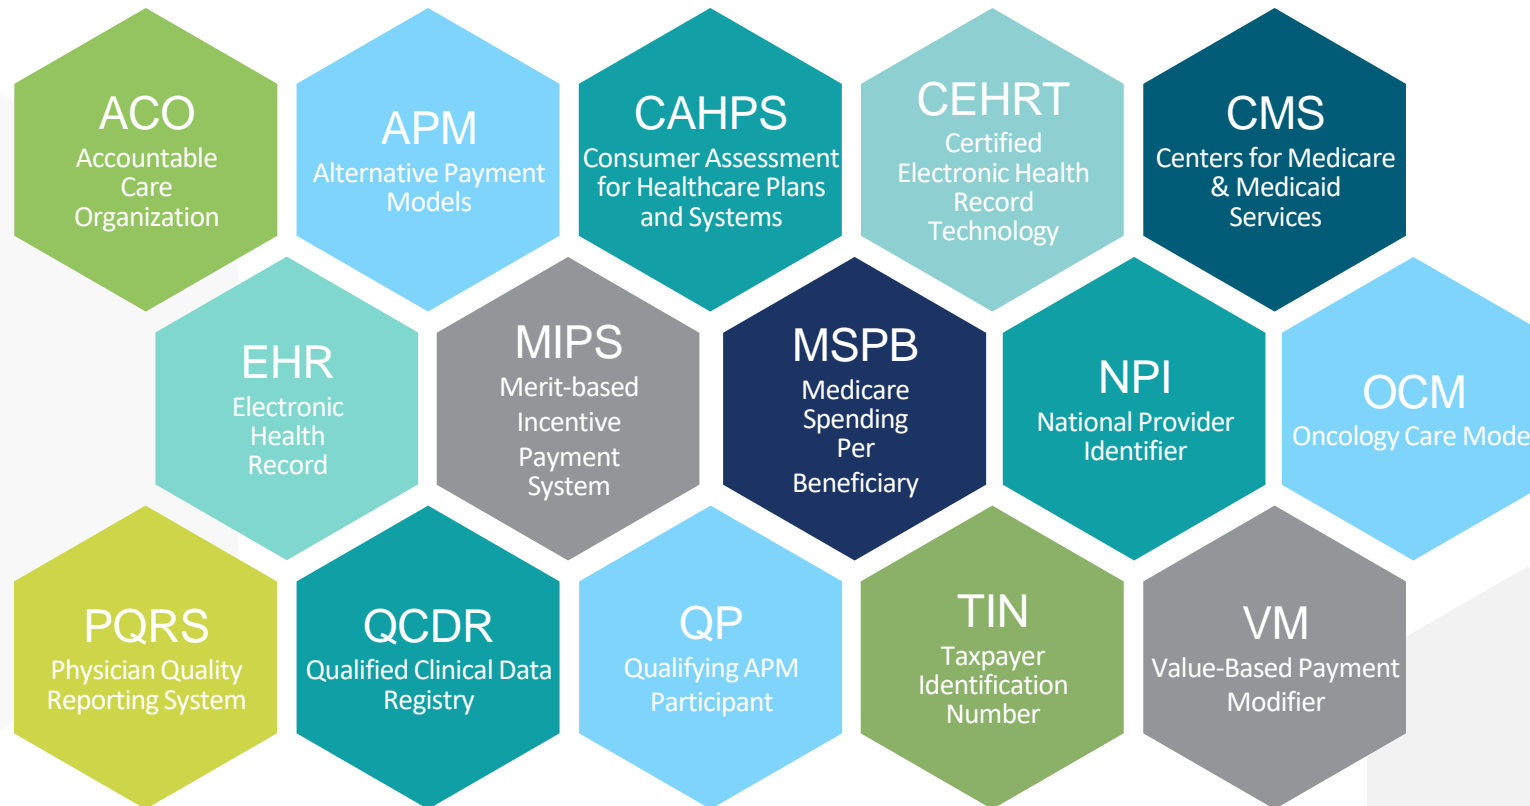 ACO
Accountable
Care
Organization
APM
Alternative Payment
Models
CAHPS
Consumer Assessment
for Healthcare Plans
and Systems
CEHRT
Certified
Electronic Health
Record
Technology
CMS
Centers for Medicare
& Medicaid
Services
EHR
Electronic
Health
Record
MIPS
Merit-based
Incentive
Payment
System
MSPB
Medicare
Spending
Per
Beneficiary
NPI
National Provider
Identifier
OCM
Oncology Care Mode
PQRS
Physician Quality
Reporting System
QCDR
Qualified Clinical Data
Registry
QP
Qualifying APM
Participant
TIN
Taxpayer
Identification
Number
VM
Value-Based Payment
Modifier